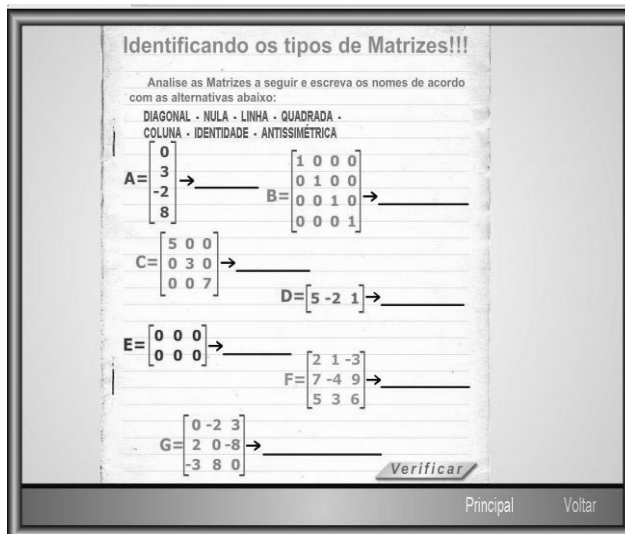 Identificando os tipos de Matrizes!!!
Analise as Matrizes a seguir e escreva os nomes de acordo
com as alternativas abaixo:
DIAGONAL - NULA - LINHA - QUADRADA -
COLUNA - IDENTIDADE - ANTISSIMÉTRICA
A=[0
3
-2
8] →
B=[1 0 0 0
0 1 0 0
0 0 1 0
0 0 0 1] →
C=[5 0 0
0 3 0
0 0 7] →
D=[5 -2 1] →
E=[0 0 0
0 0 0] →
F=[2 1 -3
7 -4 9
5 3 6] →
G=[0 -2 3
2 0 -8
-3 8 0] →
Verificar
Principal Voltar